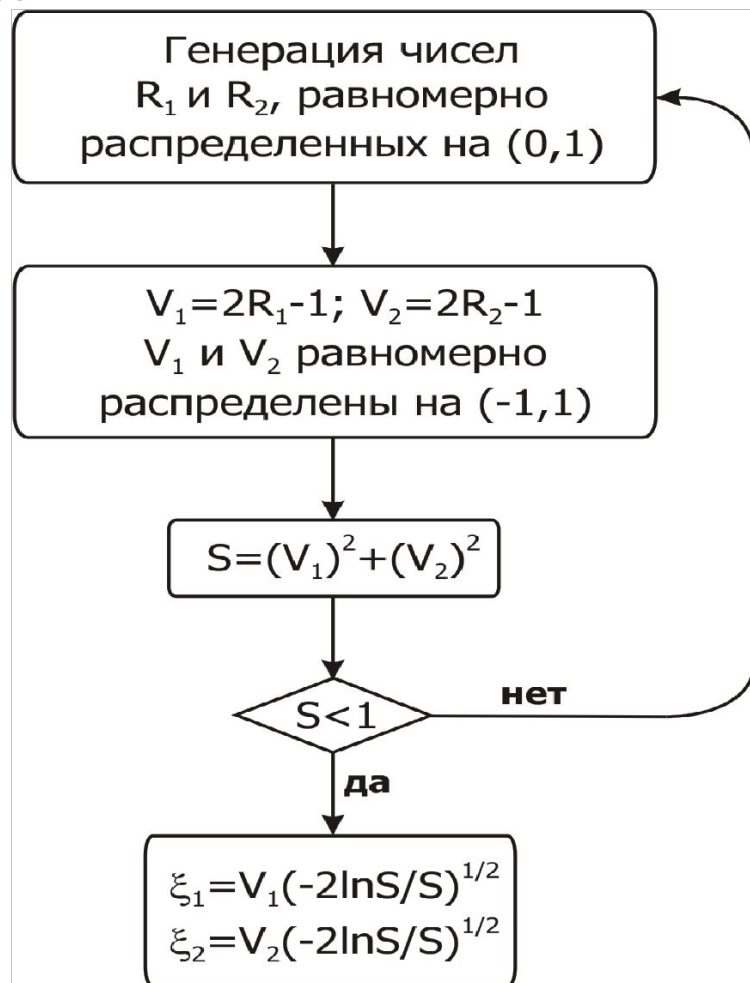 Генерация чисел
R₁ и R₂, равномерно
распределенных на (0,1)
V₁=2R₁-1; V₂=2R₂-1
V₁ и V₂ равномерно
распределены на (-1,1)
S=(V₁)²+(V₂)²
S<1
нет
да
ξ₁=V₁(-2lnS/S)¹/²
ξ₂=V₂(-2lnS/S)¹/²